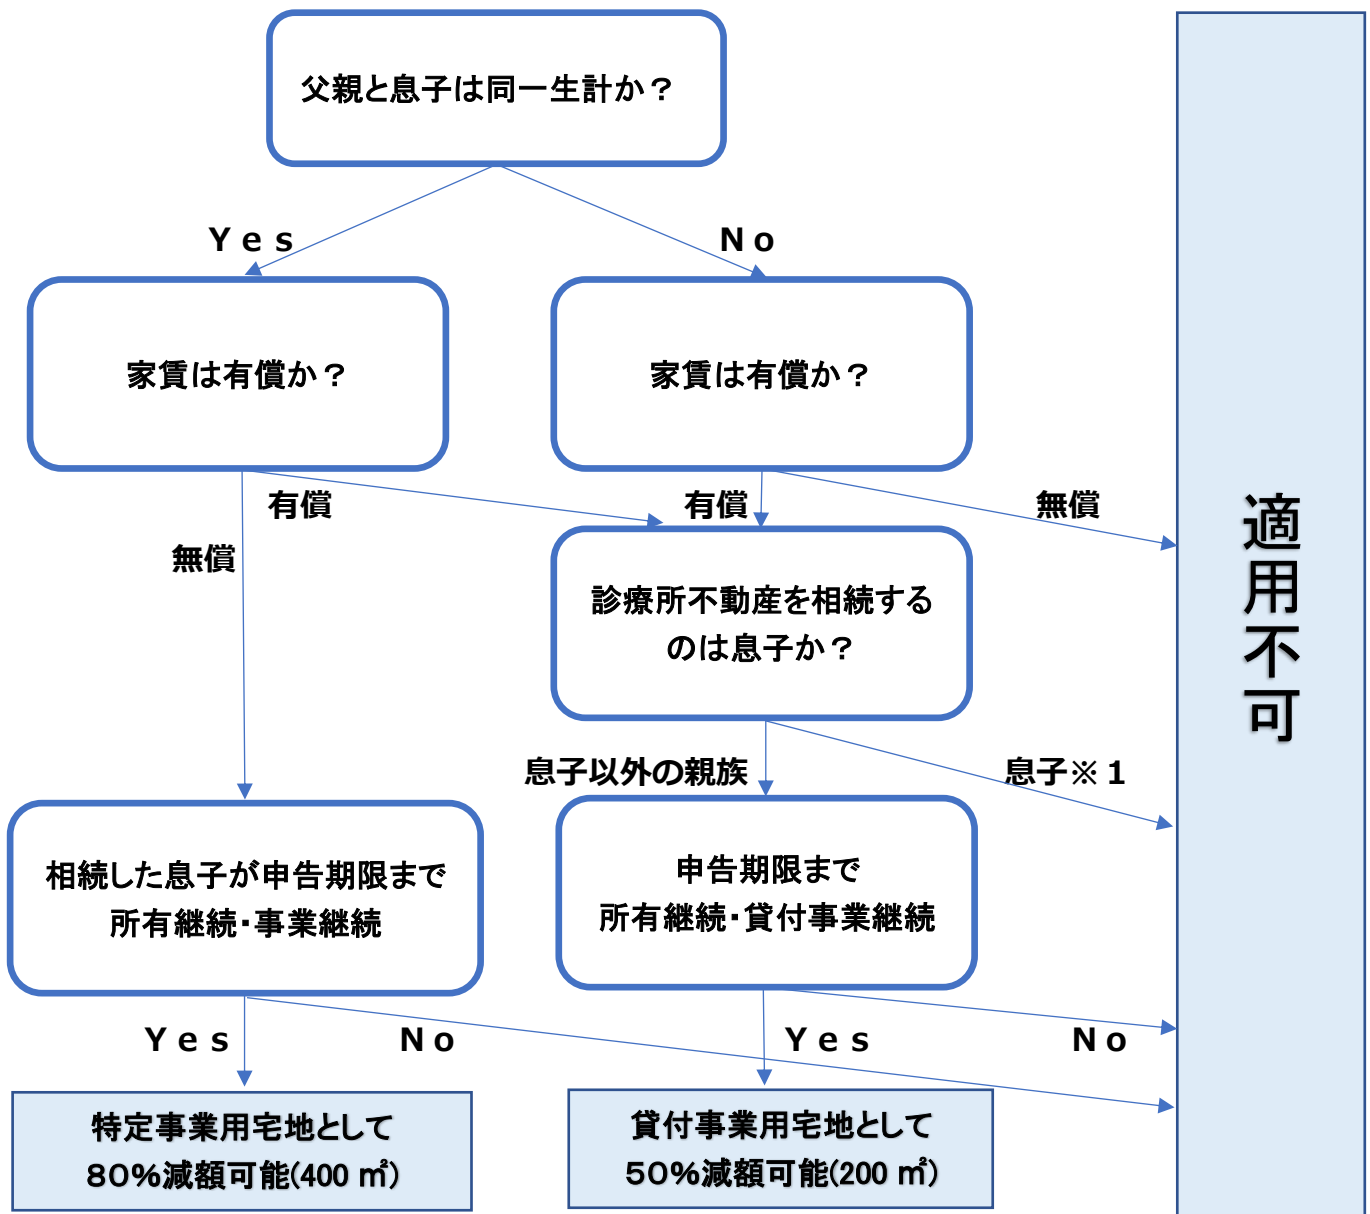 父親と息子は同一生計か？
Ｙｅｓ
Ｎｏ
家賃は有償か？
家賃は有償か？
有償
有償
無償
無償
診療所不動産を相続する
のは息子か？
息子以外の親族
息子※１
相続した息子が申告期限まで
所有継続・事業継続
申告期限まで
所有継続・貸付事業継続
Ｙｅｓ
Ｎｏ
Ｙｅｓ
Ｎｏ
特定事業用宅地として
８０％減額可能(400 ㎡)
貸付事業用宅地として
５０％減額可能(200 ㎡)
適用不可